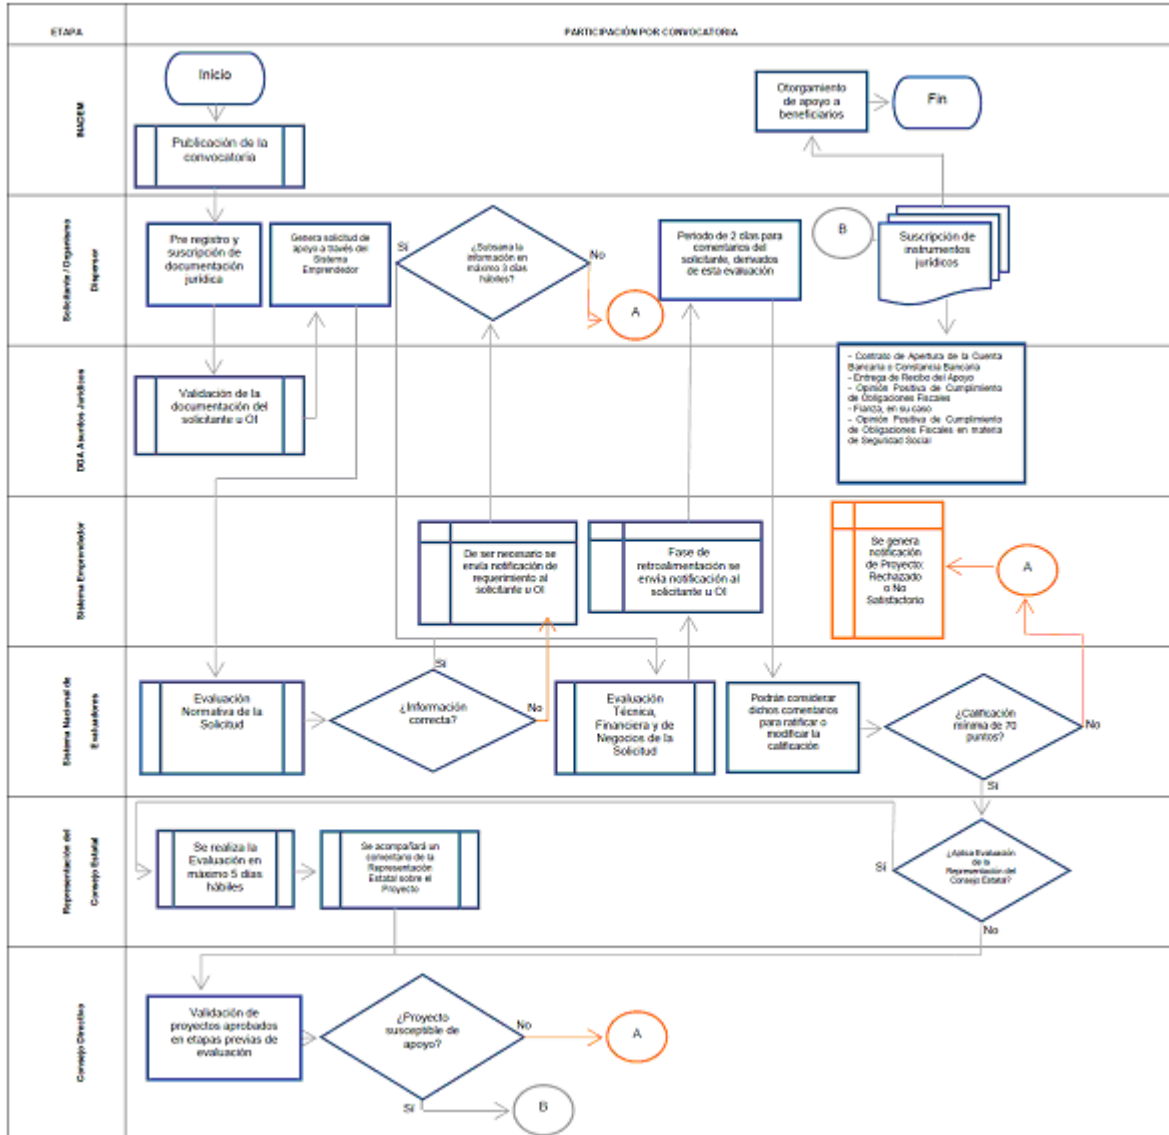 ETAPA
PARTICIPACIÓN POR CONVOCATORIA
INADEM
Inicio
Publicación de la
convocatoria
Otorgamiento
de apoyo a
beneficiarios
Fin
Solicitante / Organismo
Dispersor
Pre registro y
suscripción de
documentación
jurídica
Genera solicitud de
apoyo a través del
Sistema
Emprendedor
Sí
¿Subsana la
información en
máximo 3 días
hábiles?
No
A
Periodo de 2 días para
comentarios del
solicitante, derivados
de esta evaluación
B
Suscripción de
instrumentos
jurídicos
DGA Asuntos Jurídicos
Validación de la
documentación del
solicitante u OI
- Contrato de Apertura de la Cuenta
Bancaria o Constancia Bancaria
- Entrega de Recibo del Apoyo
- Opinión Positiva de Cumplimiento
de Obligaciones Fiscales
- Fianza, en su caso
- Opinión Positiva de Cumplimiento
de Obligaciones Fiscales en materia
de Seguridad Social
Sistema Emprendedor
De ser necesario se
envía notificación de
requerimiento al
solicitante u OI
Fase de
retroalimentación se
envía notificación al
solicitante u OI
Se genera
notificación
de Proyecto:
Rechazado
o No
Satisfactorio
A
Sistema Nacional de
Evaluadores
Evaluación
Normativa de la
Solicitud
Sí
¿Información
correcta?
No
Evaluación
Técnica,
Financiera y de
Negocios de la
Solicitud
Podrán considerar
dichos comentarios
para ratificar o
modificar la
calificación
¿Calificación
mínima de 70
puntos?
No
Sí
Representación del
Consejo Estatal
Se realiza la
Evaluación en
máximo 5 días
hábiles
Se acompañará un
comentario de la
Representación
Estatal sobre el
Proyecto
Sí
¿Aplica Evaluación
de la
Representación del
Consejo Estatal?
No
Consejo Directivo
Validación de
proyectos aprobados
en etapas previas de
evaluación
¿Proyecto
susceptible de
apoyo?
No
A
Sí
B